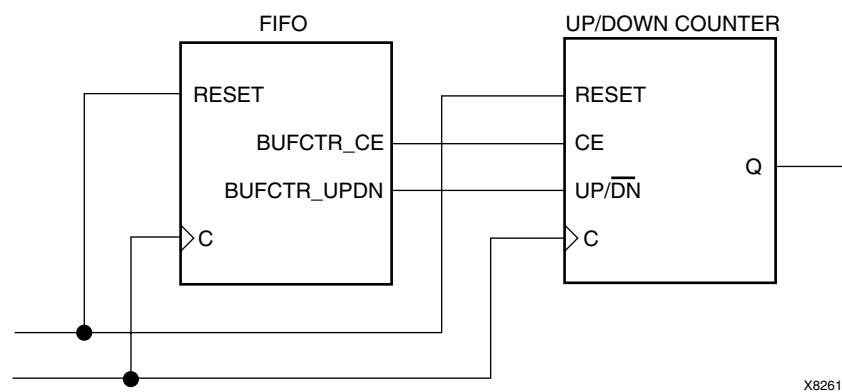 FIFO
UP/DOWN COUNTER
RESET
BUFCTR_CE
BUFCTR_UPDN
C
RESET
CE
UP/DN
C
Q
X8261